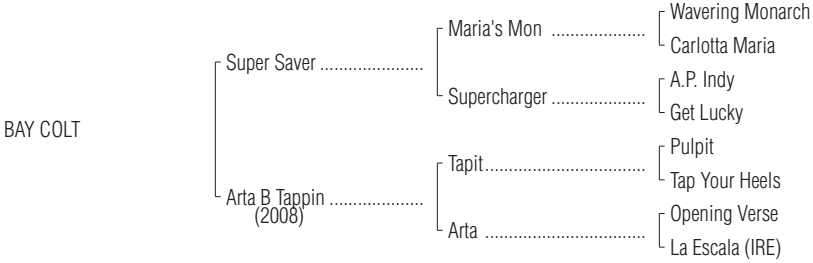 Wavering Monarch
Maria's Mon ....................
Carlotta Maria
Super Saver ......................
A.P. Indy
Supercharger ....................
Get Lucky
BAY COLT
Pulpit
Tapit..................................
Tap Your Heels
Arta B Tappin ....................
(2008)
Opening Verse
Arta ..................................
La Escala (IRE)